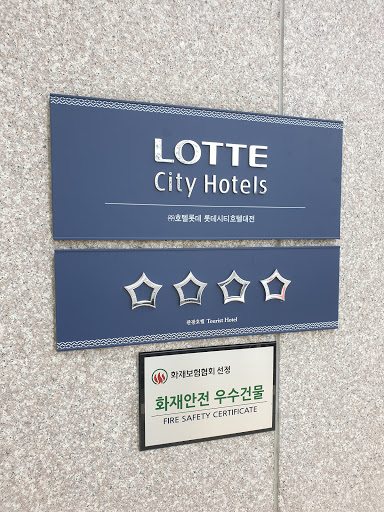 LOTTE
City Hotels
㈜호텔롯데 롯데시티호텔대전
관광호텔 Tourist Hotel
화재보험협회 선정
화재안전 우수건물
FIRE SAFETY CERTIFICATE